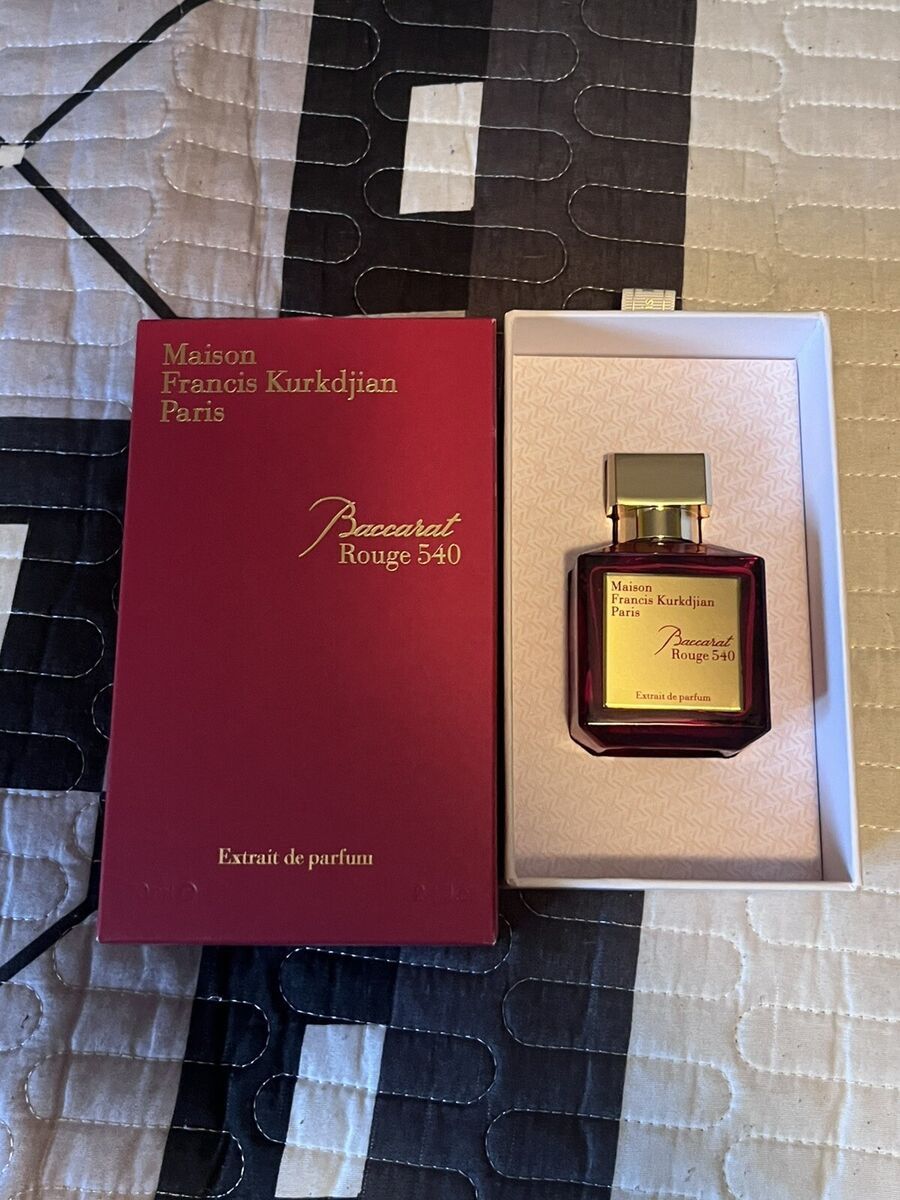 Maison
Francis Kurkdjian
Paris
Baccarat
Rouge 540
Extrait de parfum
Maison
Francis Kurkdjian
Paris
Baccarat
Rouge 540
Extrait de parfum